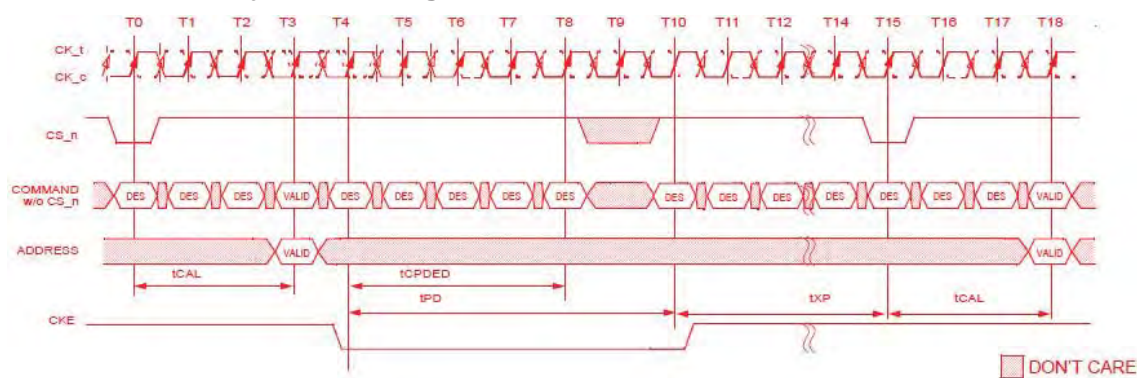 T0 T1 T2 T3 T4 T5 T6 T7 T8 T9 T10 T11 T12 T14 T15 T16 T17 T18
CK_t
CK_c
CS_n
COMMAND
w/o CS_n
DES DES DES VALID DES DES DES DES DES DES DES DES DES DES DES DES VALID
ADDRESS
VALID VALID
tCAL tCPDED
tPD tXP tCAL
CKE
DON'T CARE